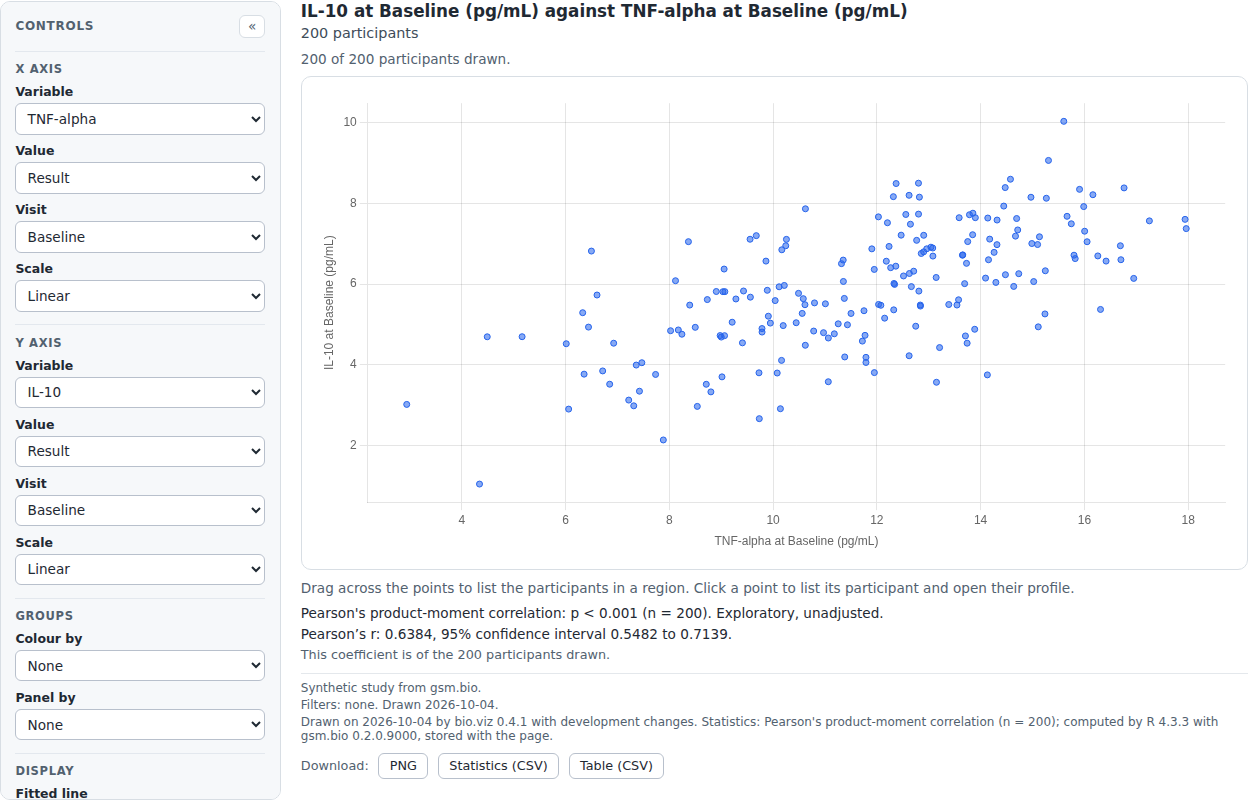 CONTROLS
«
X AXIS
Variable
TNF-alpha
Value
Result
Visit
Baseline
Scale
Linear
Y AXIS
Variable
IL-10
Value
Result
Visit
Baseline
Scale
Linear
GROUPS
Colour by
None
Panel by
None
DISPLAY
Fitted line
IL-10 at Baseline (pg/mL) against TNF-alpha at Baseline (pg/mL)
200 participants
200 of 200 participants drawn.
IL-10 at Baseline (pg/mL)
10
8
6
4
2
4 6 8 10 12 14 16 18
TNF-alpha at Baseline (pg/mL)
Drag across the points to list the participants in a region. Click a point to list its participant and open their profile.
Pearson's product-moment correlation: p < 0.001 (n = 200). Exploratory, unadjusted.
Pearson’s r: 0.6384, 95% confidence interval 0.5482 to 0.7139.
This coefficient is of the 200 participants drawn.
Synthetic study from gsm.bio.
Filters: none. Drawn 2026-10-04.
Drawn on 2026-10-04 by bio.viz 0.4.1 with development changes. Statistics: Pearson's product-moment correlation (n = 200); computed by R 4.3.3 with
gsm.bio 0.2.0.9000, stored with the page.
Download: PNG Statistics (CSV) Table (CSV)